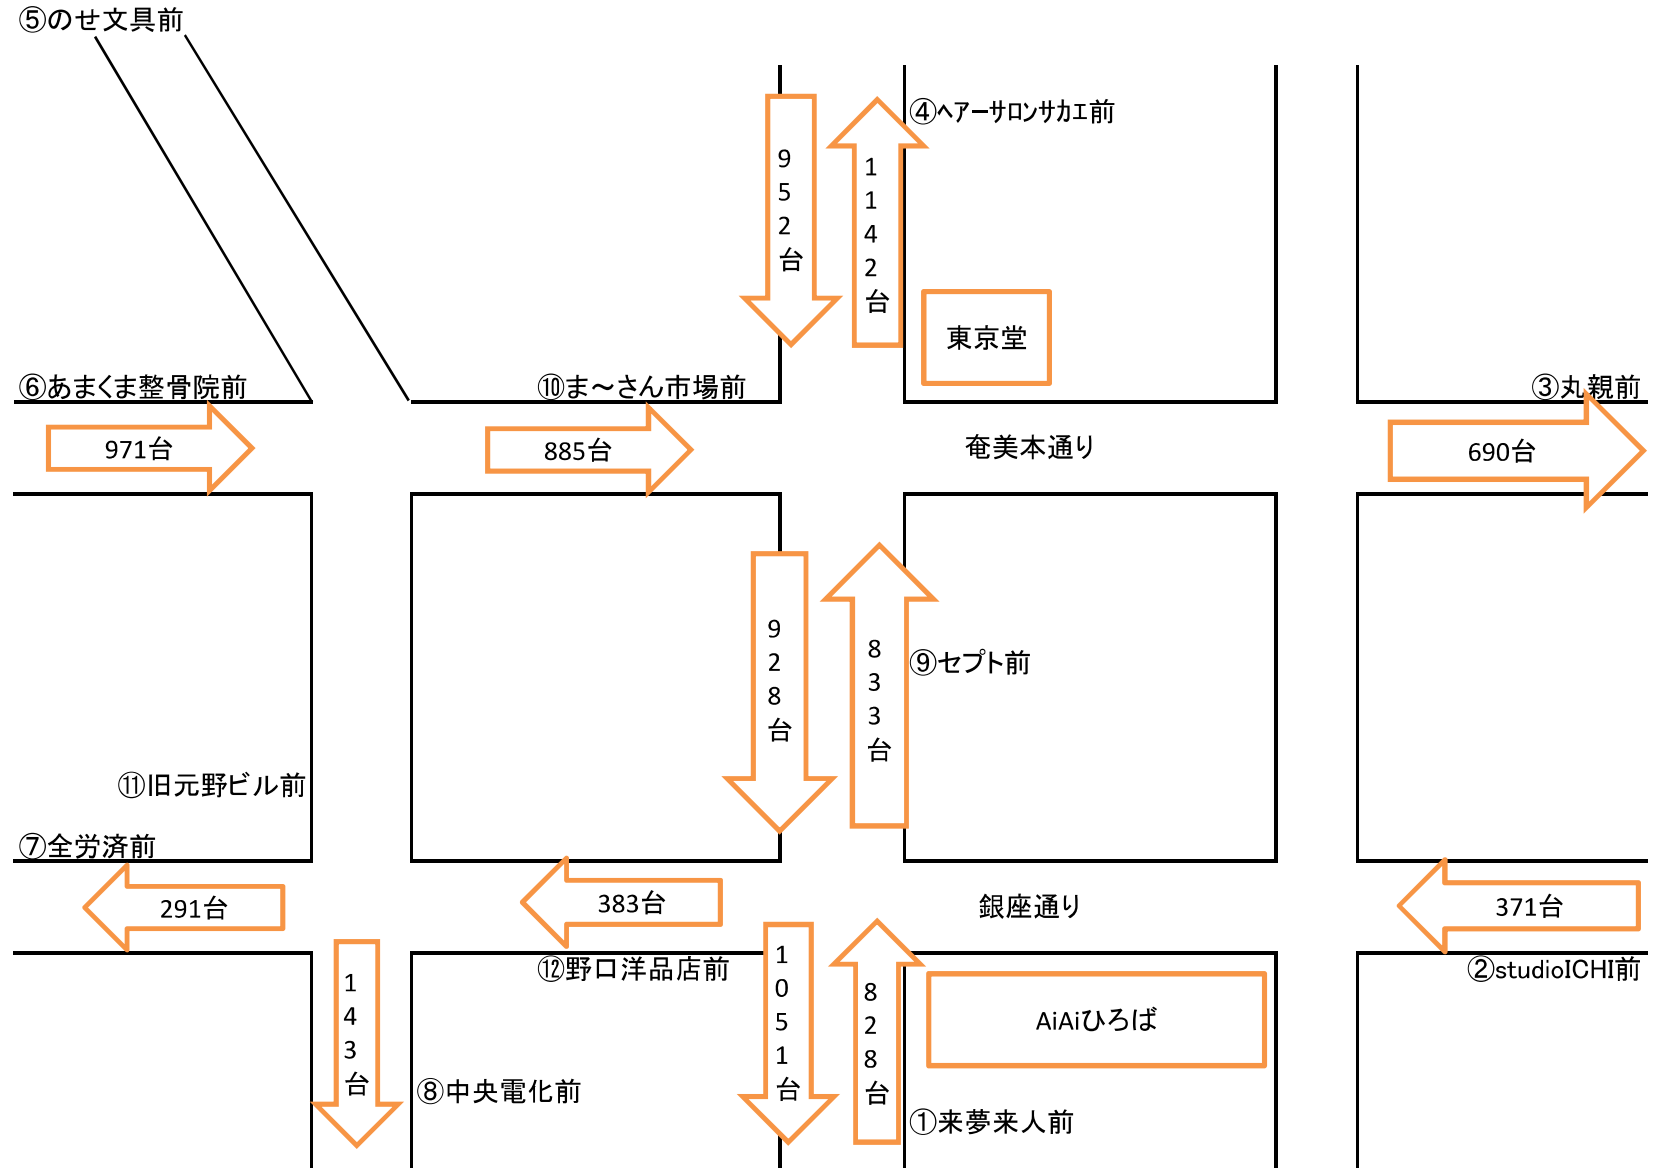 ⑤のせ文具前
④ヘアーサロンサカエ前
952台
1142台
東京堂
⑥あまくま整骨院前
⑩ま～さん市場前
③丸親前
971台
885台
奄美本通り
690台
928台
833台
⑨セプト前
⑪旧元野ビル前
⑦全労済前
291台
383台
銀座通り
371台
⑫野口洋品店前
②studioICHI前
143台
1051台
828台
AiAiひろば
⑧中央電化前
①来夢来人前